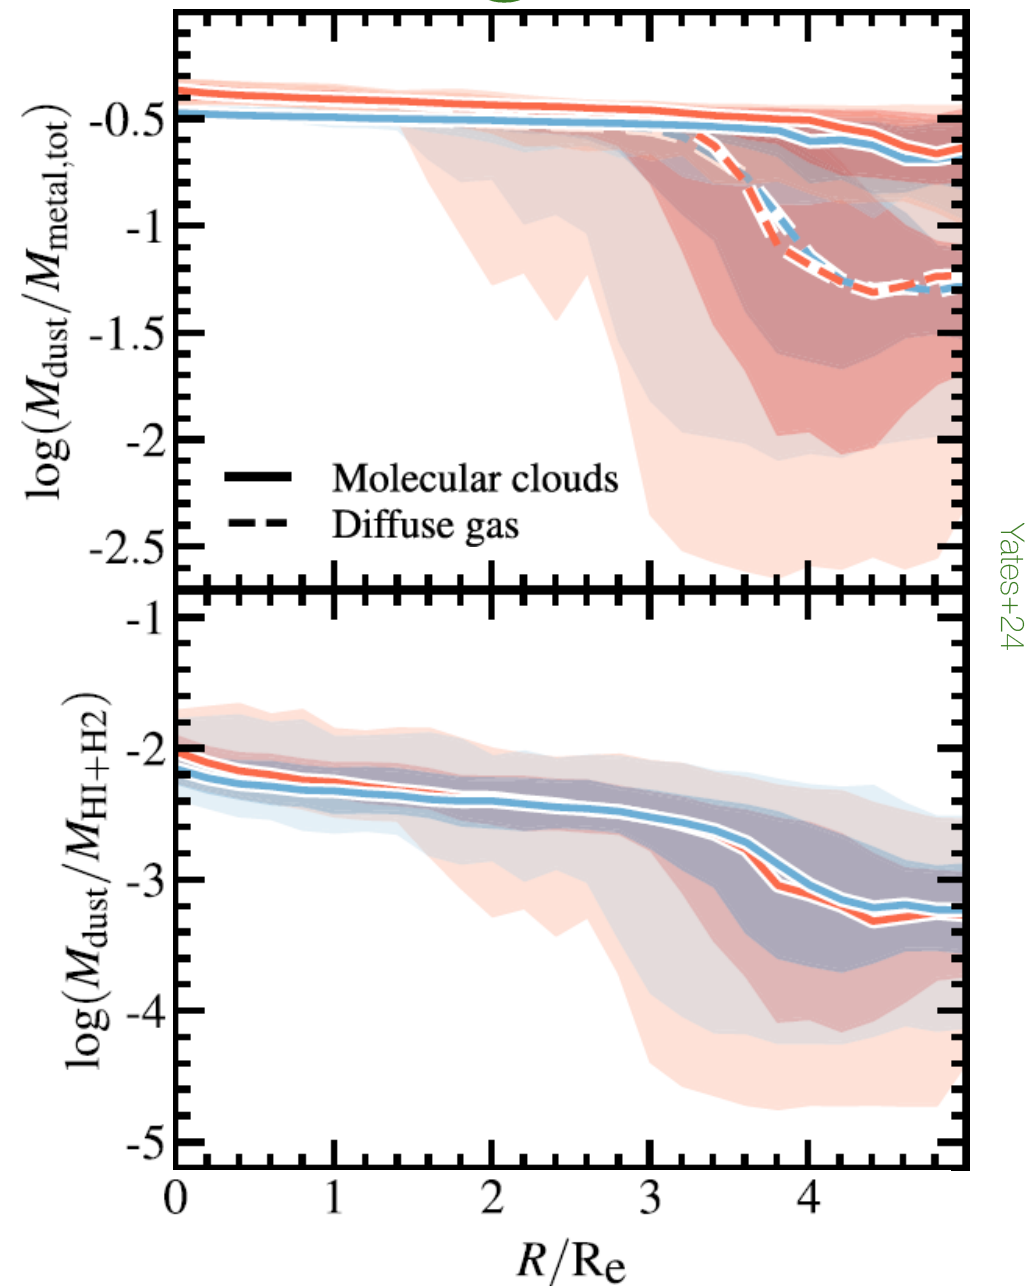 log(M_dust/M_metal,tot)
-0.5
-1
-1.5
-2
-2.5
Molecular clouds
Diffuse gas
Yates+24
log(M_dust/M_HI+H2)
-1
-2
-3
-4
-5
0 1 2 3 4
R/R_e